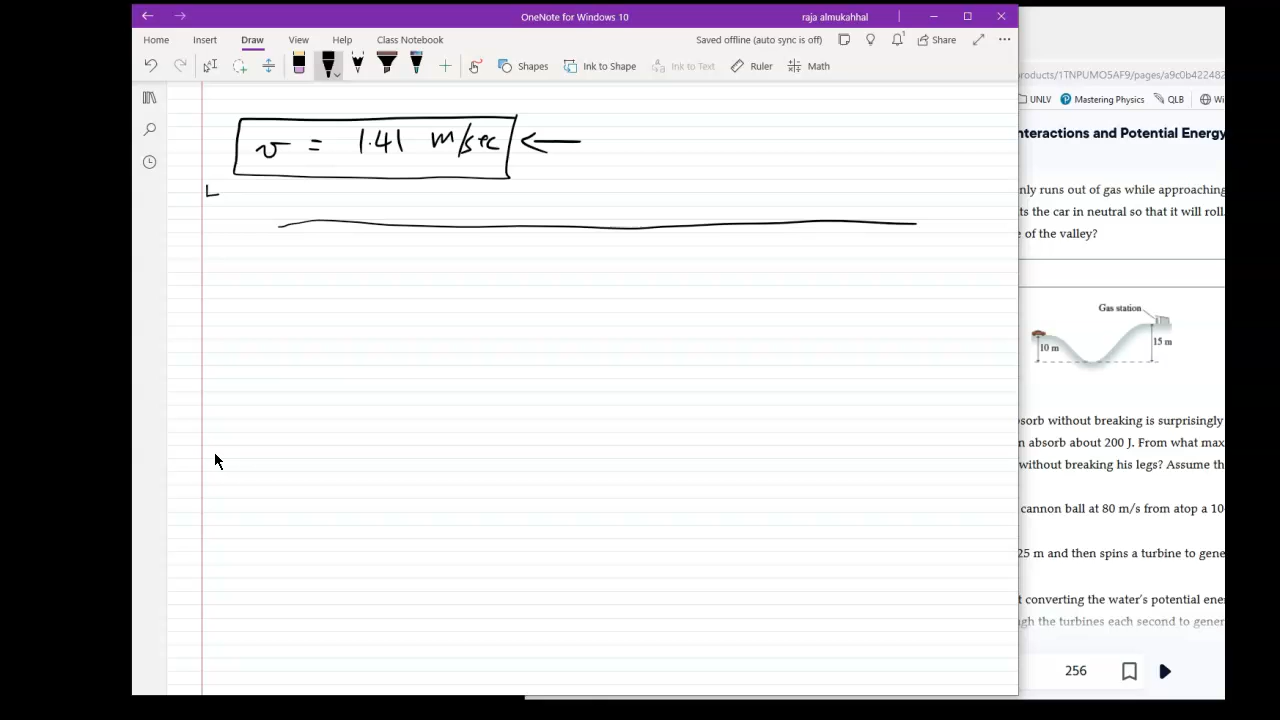 OneNote for Windows 10
raja almukahhal
Home Insert Draw View Help Class Notebook
Saved offline (auto sync is off)
1
Share
Shapes
Ink to Shape
Ink to Text
Ruler
Math
v = 1.41 m/sec
roducts/1TNPUMO5AF9/pages/a9c0b422482
UNLV Mastering Physics QLB Wi
nteractions and Potential Energy
nly runs out of gas while approaching
ts the car in neutral so that it will roll.
e of the valley?
Gas station
10 m
15 m
sorb without breaking is surprisingly
n absorb about 200 J. From what max
without breaking his legs? Assume th
cannon ball at 80 m/s from atop a 10
25 m and then spins a turbine to gene
t converting the water's potential ener
gh the turbines each second to gener
256